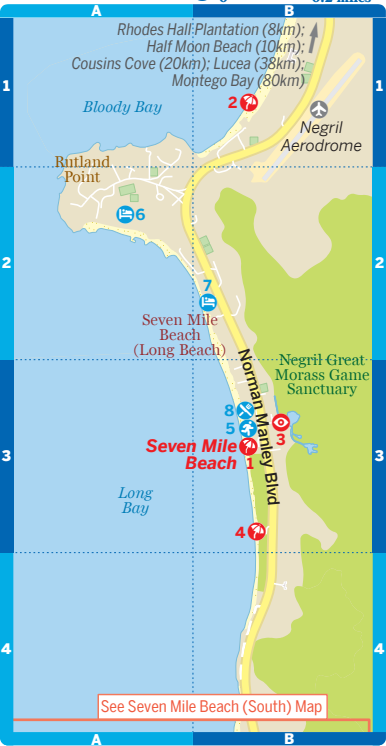 0.2 miles
A
B
Rhodes Hall Plantation (8km);
Half Moon Beach (10km);
Cousins Cove (20km); Lucea (38km);
Montego Bay (80km)
1
1
Bloody Bay
2
Negril
Aerodrome
Rutland
Point
6
2
2
7
Seven Mile
Beach
(Long Beach)
Norman Manley Blvd
Negril Great
Morass Game
Sanctuary
8
5
3
Seven Mile
Beach
1
3
3
Long
Bay
4
4
4
See Seven Mile Beach (South) Map
A
B